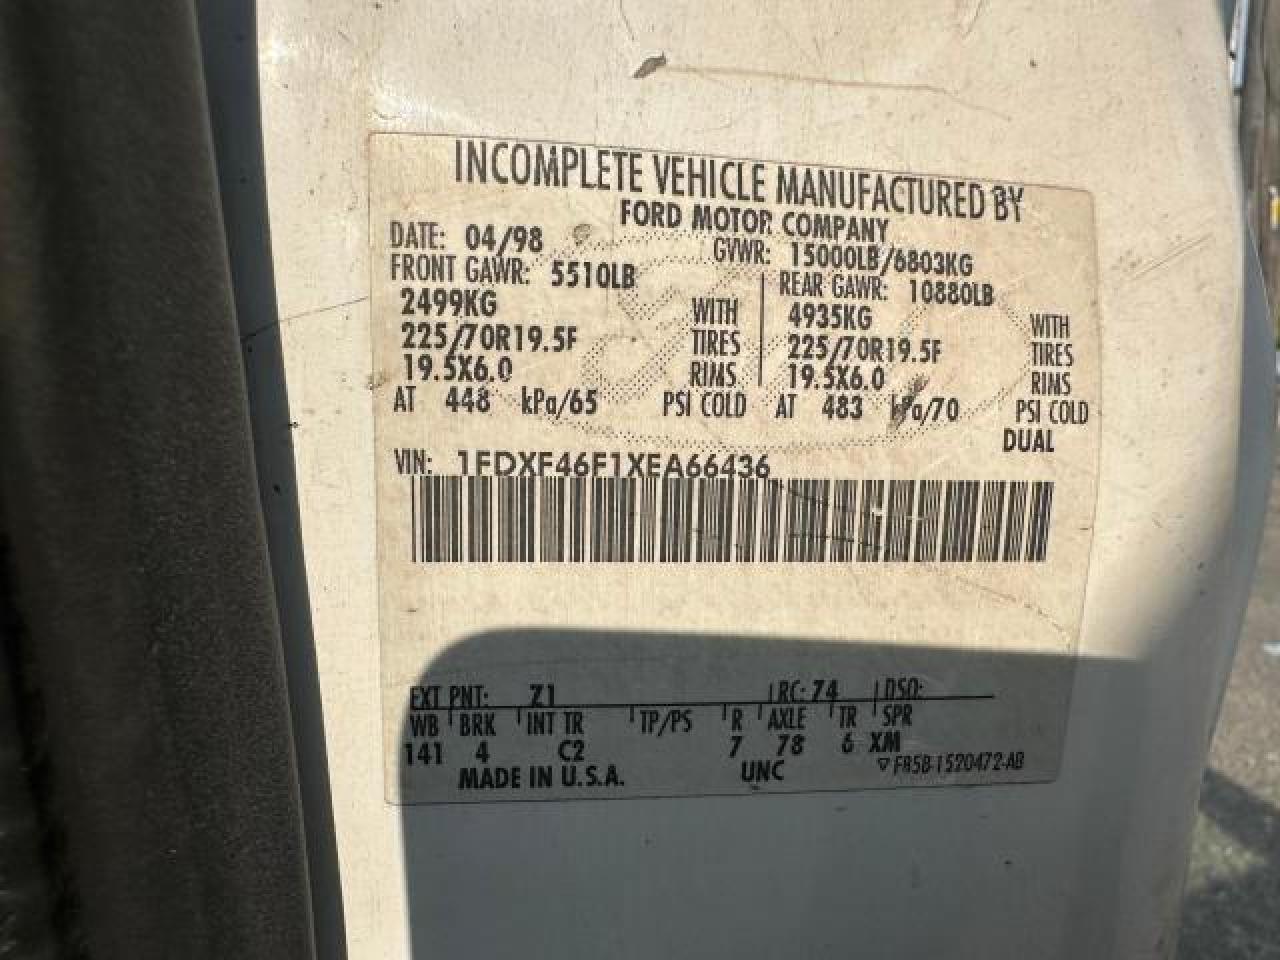 INCOMPLETE VEHICLE MANUFACTURED BY
FORD MOTOR COMPANY
DATE: 04/98 GVWR: 15000LB/6803KG
FRONT GAWR: 5510LB REAR GAWR: 10880LB
2499KG WITH 4935KG WITH
225/70R19.5F TIRES 225/70R19.5F TIRES
19.5X6.0 RIMS 19.5X6.0 RIMS
AT 448 kPa/65 PSI COLD AT 483 kPa/70 PSI COLD
DUAL
VIN: 1FDXF46F1XEA66436
EXT PNT: Z1 RC: 74 DSO:
WB BRK INT TR TP/PS R AXLE TR SPR
141 4 C2 7 78 6 XM
MADE IN U.S.A. UNC ▽ F85B-1520472-AB